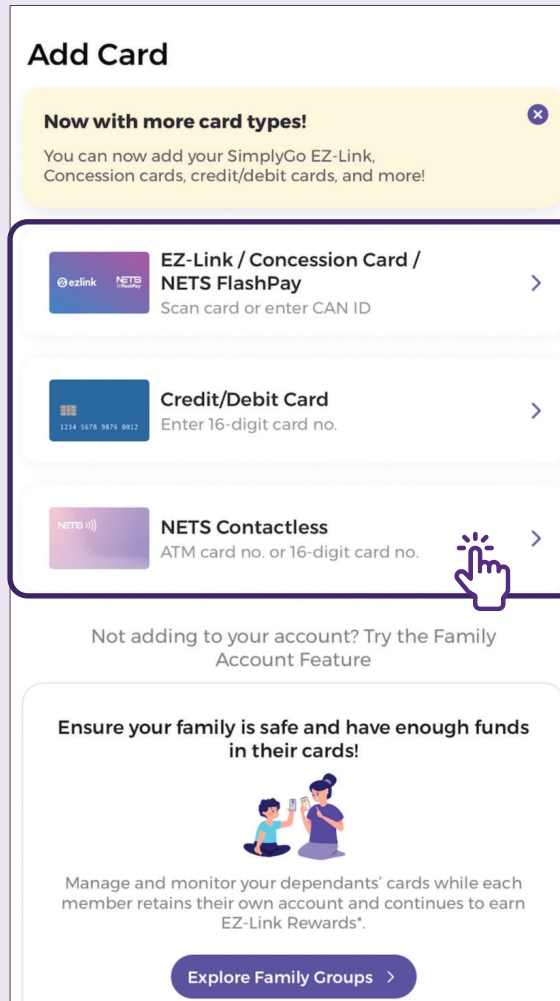 Add Card
Now with more card types!
You can now add your SimplyGo EZ-Link,
Concession cards, credit/debit cards, and more!
ezlink NETS
FlashPay
EZ-Link / Concession Card /
NETS FlashPay
Scan card or enter CAN ID
1234 5678 9876 0012
Credit/Debit Card
Enter 16-digit card no.
NETS
NETS Contactless
ATM card no. or 16-digit card no.
Not adding to your account? Try the Family
Account Feature
Ensure your family is safe and have enough funds
in their cards!
Manage and monitor your dependants’ cards while each
member retains their own account and continues to earn
EZ-Link Rewards*.
Explore Family Groups >